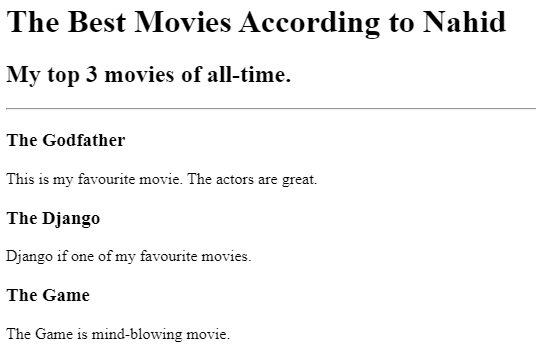 The Best Movies According to Nahid
My top 3 movies of all-time.
The Godfather
This is my favourite movie. The actors are great.
The Django
Django if one of my favourite movies.
The Game
The Game is mind-blowing movie.